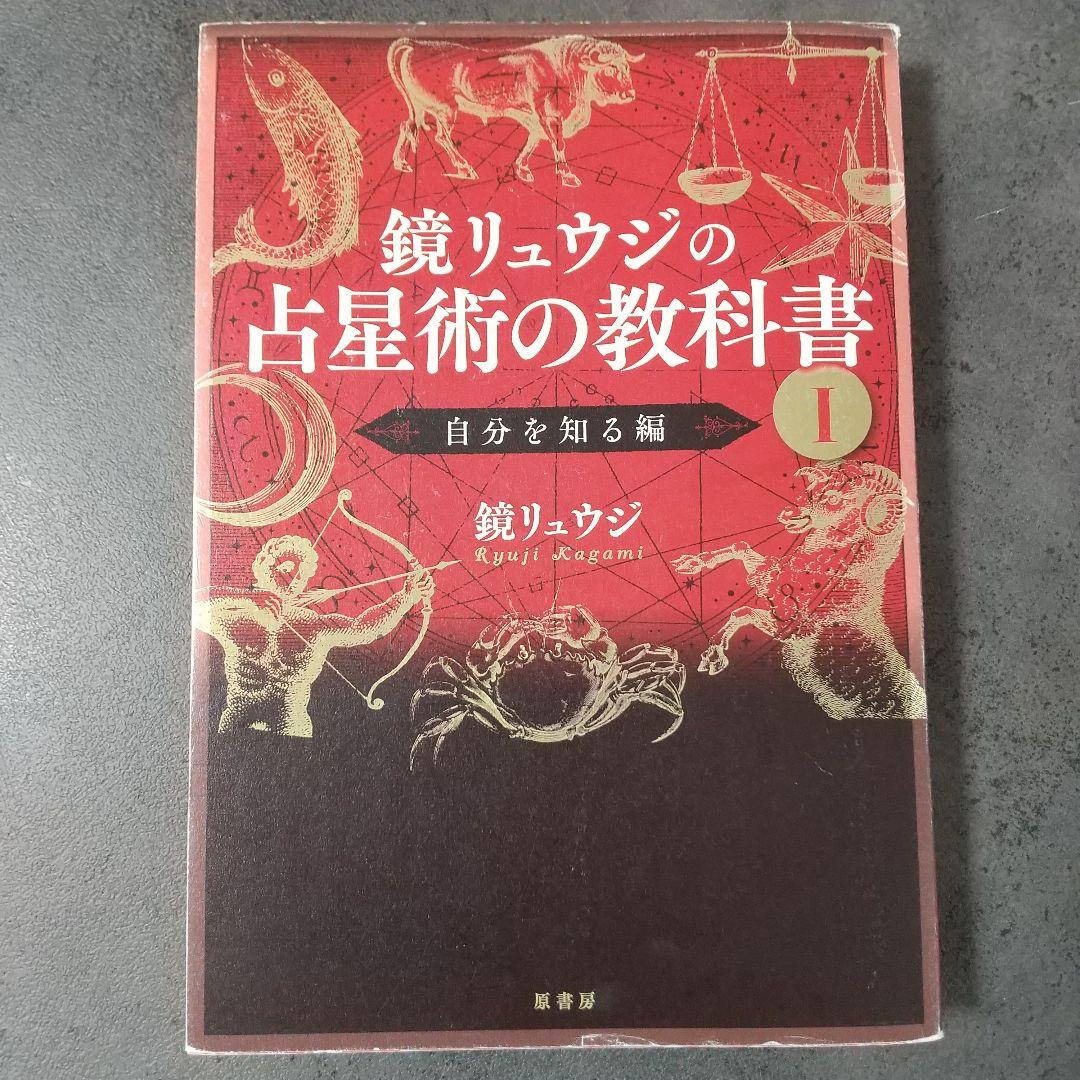 鏡リュウジの
占星術の教科書
I
自分を知る編
鏡リュウジ
Ryuji Kagami
原書房